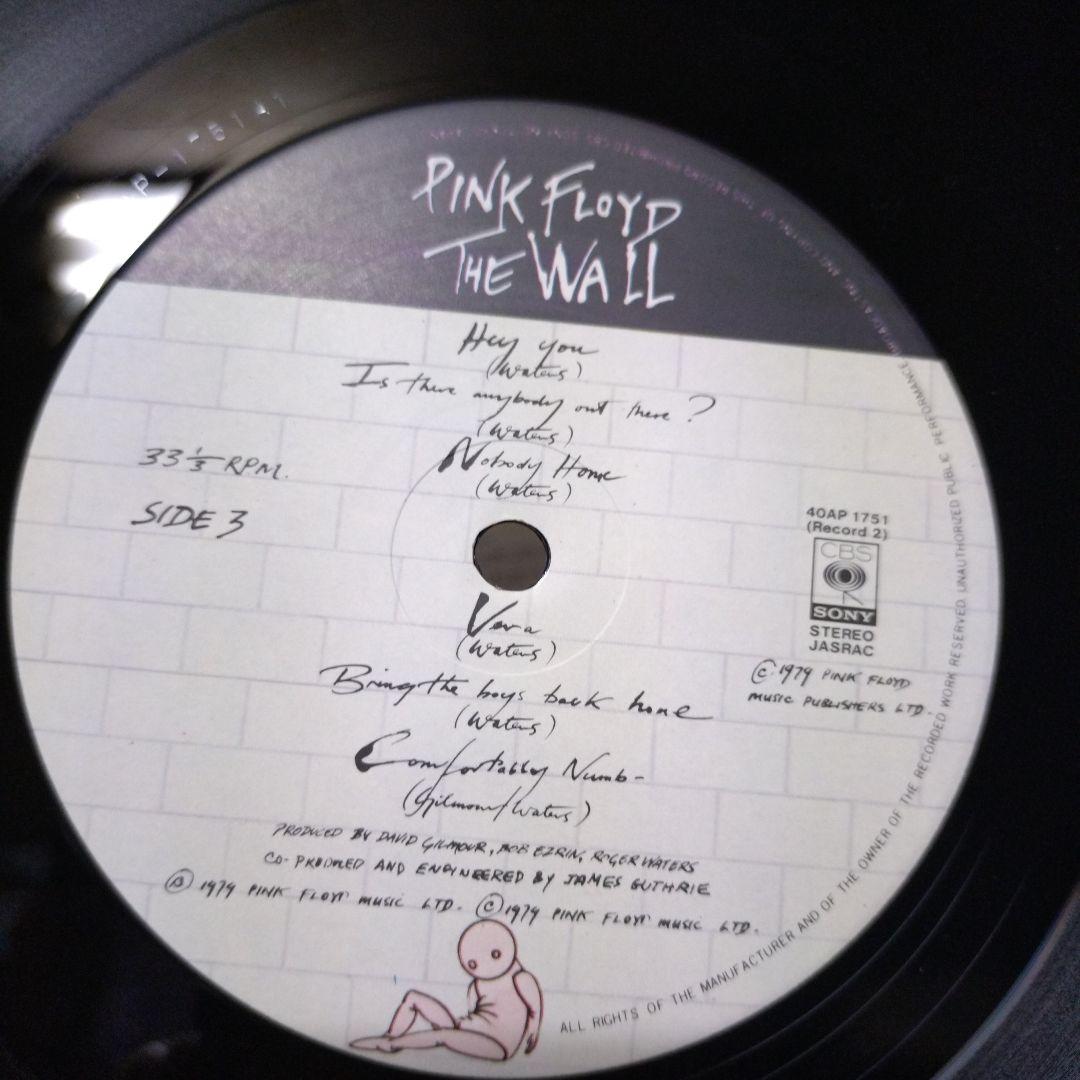 PINK FLOYD
THE WALL
Hey you
(Waters)
Is there anybody out there?
(Waters)
Nobody Home
(Waters)
33 1/3 RPM.
SIDE 3
40AP 1751
(Record 2)
CBS
SONY
STEREO
JASRAC
Ⓒ 1979 PINK FLOYD
MUSIC PUBLISHERS LTD.
Vera
(Waters)
Bring the boys back home
(Waters)
Comfortably Numb-
(Gilmour/Waters)
PRODUCED BY DAVID GILMOUR, BOB EZRIN, ROGER WATERS
CO-PRODUCED AND ENGINEERED BY JAMES GUTHRIE
Ⓟ 1979 PINK FLOYD MUSIC LTD. Ⓒ 1979 PINK FLOYD MUSIC LTD.
ALL RIGHTS OF THE MANUFACTURER AND OF THE OWNER OF THE RECORDED WORK RESERVED. UNAUTHORIZED PUBLIC PERFORMANCE